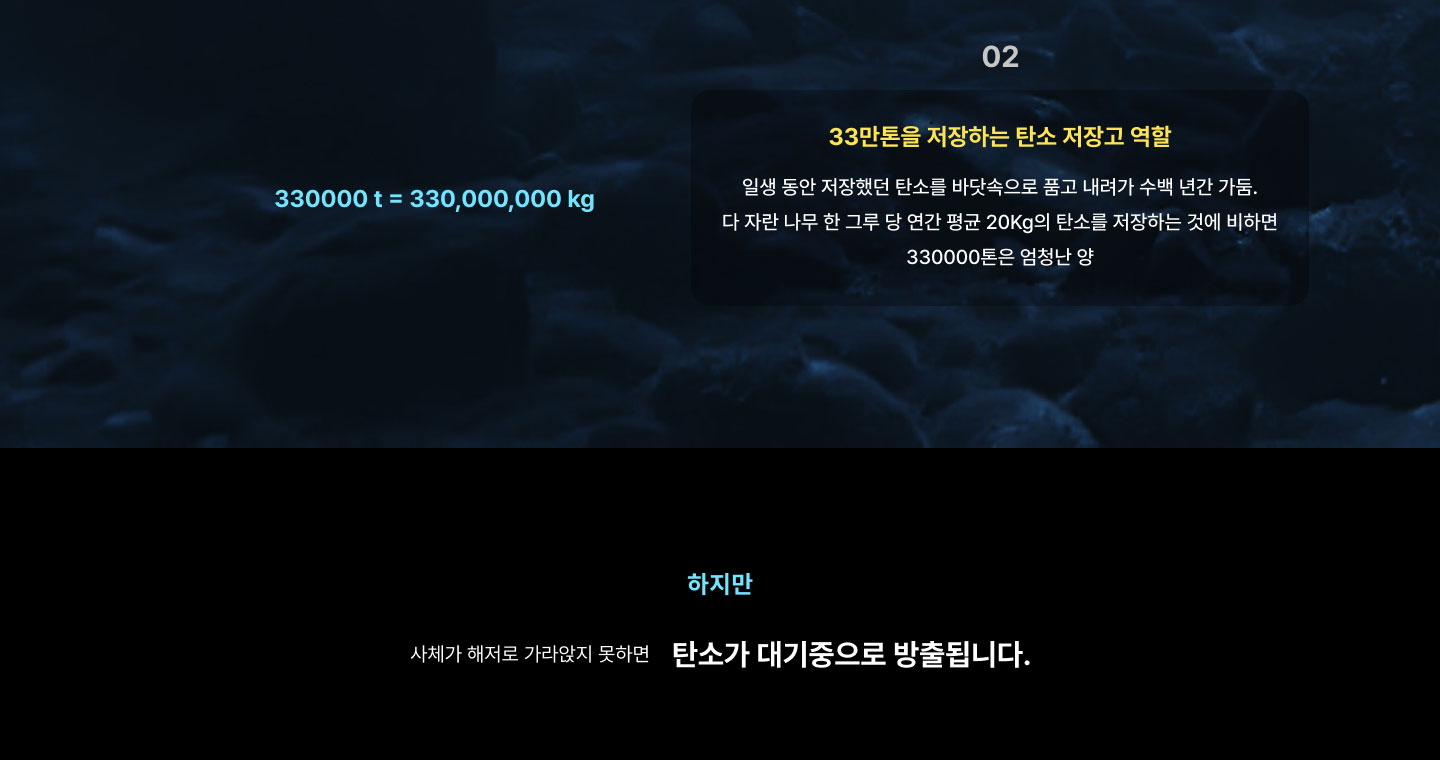 02
33만톤을 저장하는 탄소 저장고 역할
330000 t = 330,000,000 kg
일생 동안 저장했던 탄소를 바닷속으로 품고 내려가 수백 년간 가둠.
다 자란 나무 한 그루 당 연간 평균 20Kg의 탄소를 저장하는 것에 비하면
330000톤은 엄청난 양
하지만
사체가 해저로 가라앉지 못하면 탄소가 대기중으로 방출됩니다.